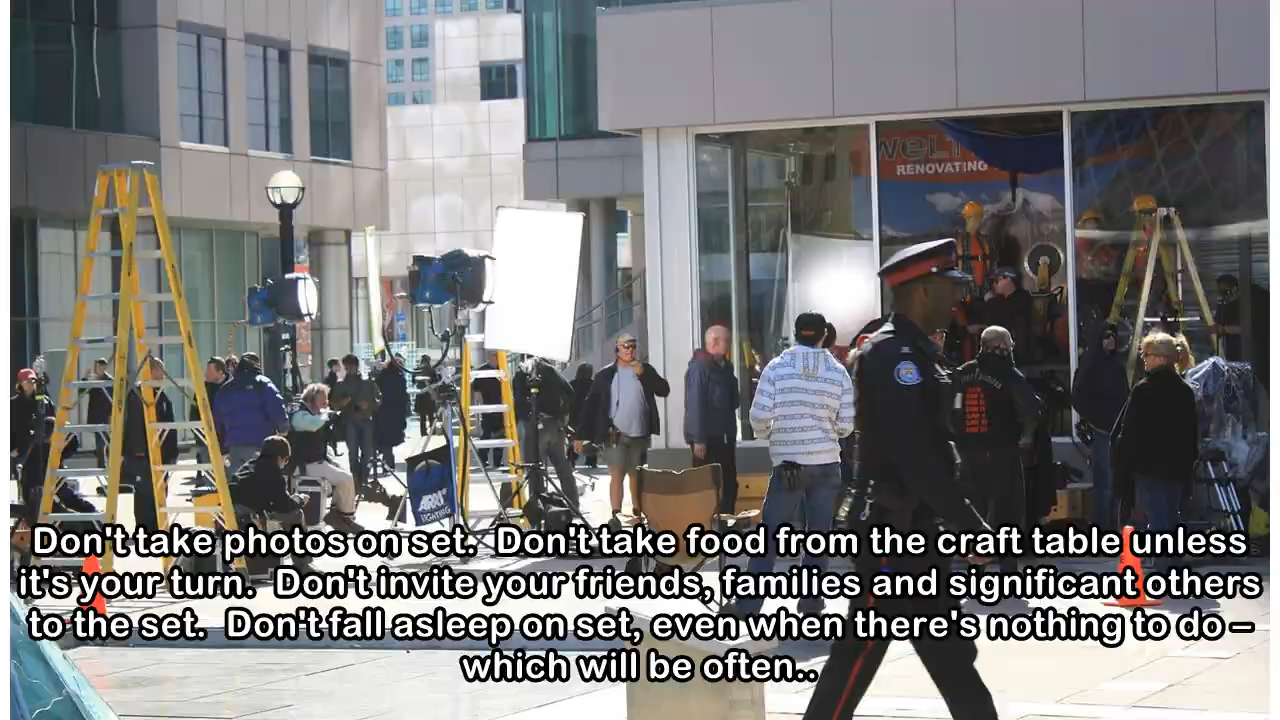 WeLT
RENOVATING
ARRI
LIGHTING
Don't take photos on set.  Don't take food from the craft table unless
it's your turn.  Don't invite your friends, families and significant others
to the set.  Don't fall asleep on set, even when there's nothing to do –
which will be often..